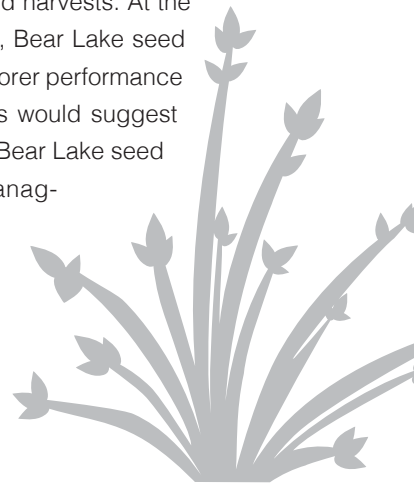 d harvests. At the
, Bear Lake seed
orer performance
s would suggest
Bear Lake seed
anag-